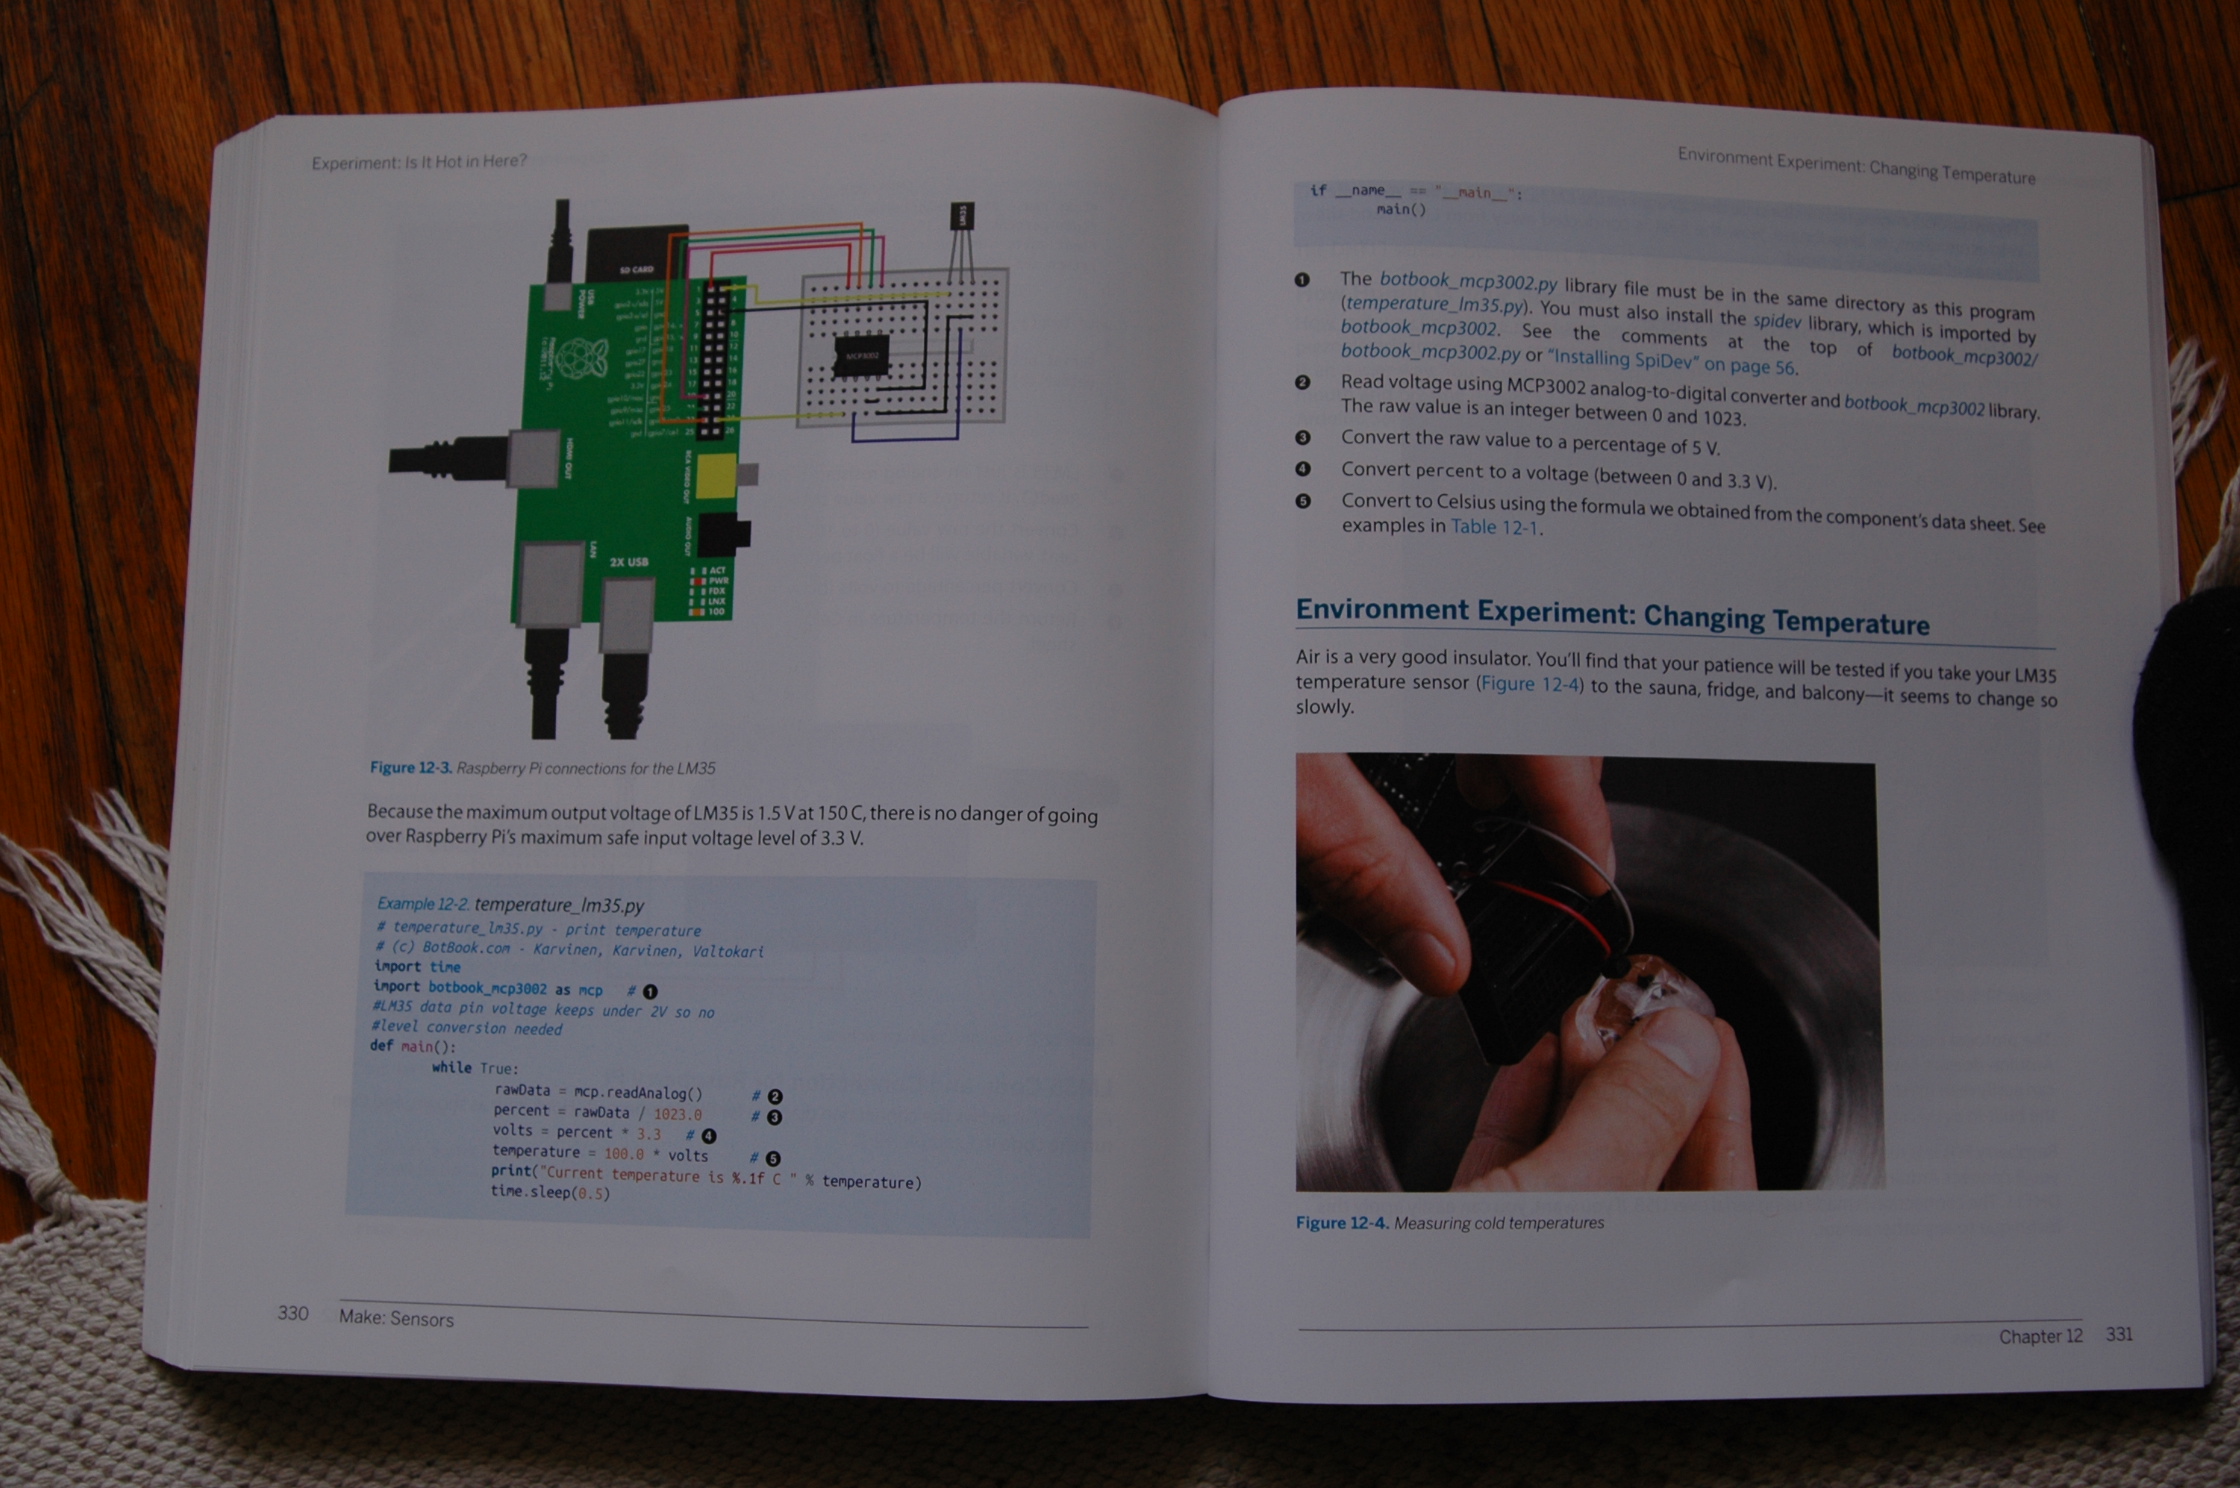 Experiment: Is It Hot in Here?
SD CARD
USB
POWER
LM35
MCP3002
HDMI OUT
RCA VIDEO OUT
AUDIO OUT
LAN
2X USB
ACT
PWR
FDX
LNX
100
Figure 12-3. Raspberry Pi connections for the LM35
Because the maximum output voltage of LM35 is 1.5 V at 150 C, there is no danger of going
over Raspberry Pi's maximum safe input voltage level of 3.3 V.
Example 12-2. temperature_lm35.py
# temperature_lm35.py - print temperature
# (c) BotBook.com - Karvinen, Karvinen, Valtokari
import time
import botbook_mcp3002 as mcp # ❶
#LM35 data pin voltage keeps under 2V so no
#level conversion needed
def main():
while True:
rawData = mcp.readAnalog() # ❷
percent = rawData / 1023.0 # ❸
volts = percent * 3.3 # ❹
temperature = 100.0 * volts # ❺
print("Current temperature is %.1f C " % temperature)
time.sleep(0.5)
330 Make: Sensors
Environment Experiment: Changing Temperature
if __name__ == "__main__":
main()
❶ The botbook_mcp3002.py library file must be in the same directory as this program
(temperature_lm35.py). You must also install the spidev library, which is imported by
botbook_mcp3002. See the comments at the top of botbook_mcp3002/
botbook_mcp3002.py or "Installing SpiDev" on page 56.
❷ Read voltage using MCP3002 analog-to-digital converter and botbook_mcp3002 library.
The raw value is an integer between 0 and 1023.
❸ Convert the raw value to a percentage of 5 V.
❹ Convert percent to a voltage (between 0 and 3.3 V).
❺ Convert to Celsius using the formula we obtained from the component's data sheet. See
examples in Table 12-1.
Environment Experiment: Changing Temperature
Air is a very good insulator. You'll find that your patience will be tested if you take your LM35
temperature sensor (Figure 12-4) to the sauna, fridge, and balcony—it seems to change so
slowly.
Figure 12-4. Measuring cold temperatures
Chapter 12 331